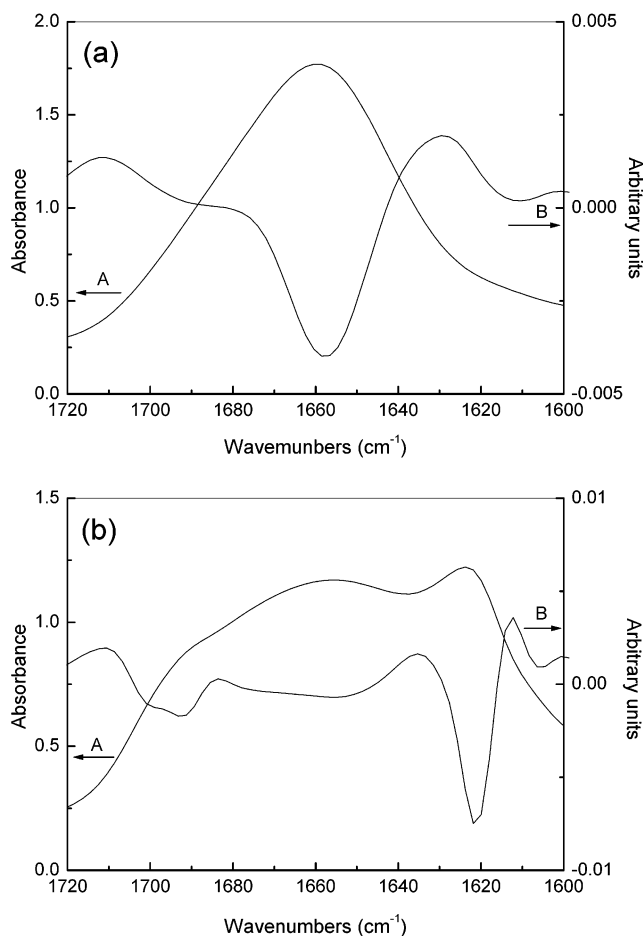 (a)
2.0
1.5
1.0
0.5
0.0
Absorbance
0.005
0.000
-0.005
Arbitrary units
A
B
1720 1700 1680 1660 1640 1620 1600
Wavemunbers (cm-1)
(b)
1.5
1.0
0.5
0.0
Absorbance
0.01
0.00
-0.01
Arbitrary units
A
B
1720 1700 1680 1660 1640 1620 1600
Wavenumbers (cm-1)